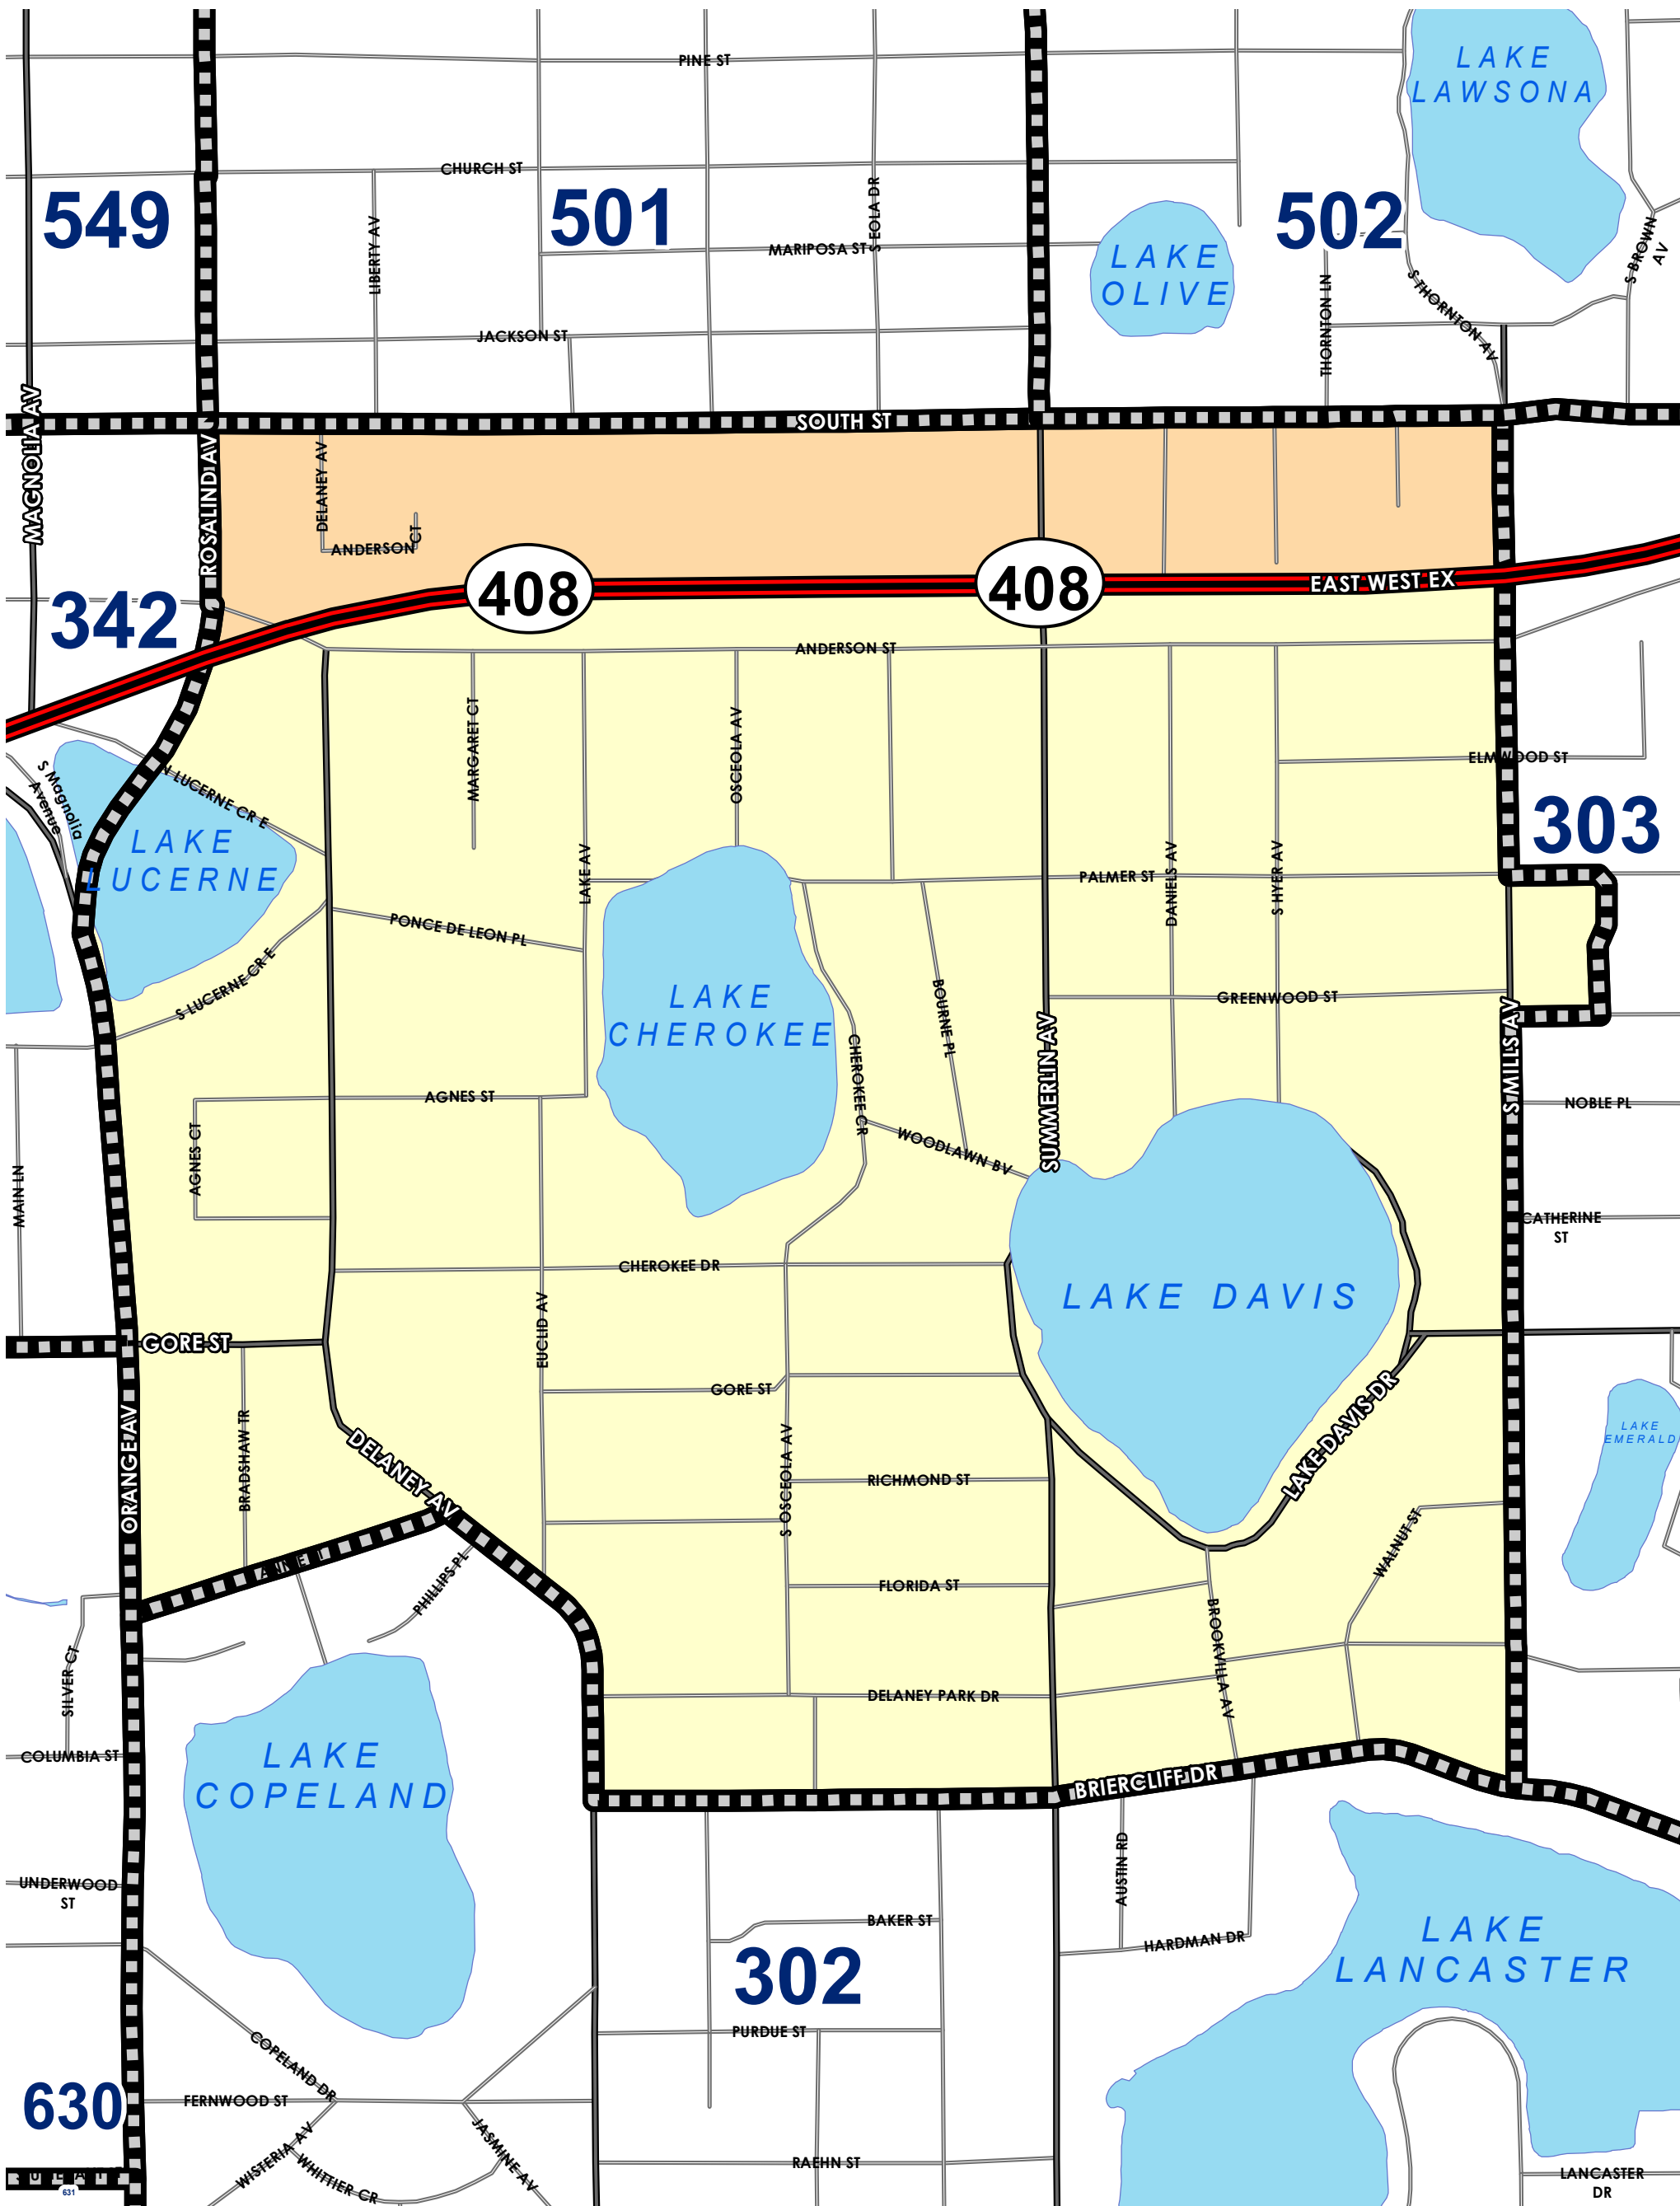 PINE ST
LAKE
LAWSONA
CHURCH ST
549
501
502
LIBERTY AV
S EOLA DR
MARIPOSA ST
LAKE
OLIVE
S BROWN
AV
THORNTON LN
S THORNTON AV
JACKSON ST
MAGNOLIA AV
SOUTH ST
ROSALIND AV
DELANEY AV
ANDERSON
CT
408
408
EAST WEST EX
342
ANDERSON ST
MARGARET CT
OSCEOLA AV
ELMWOOD ST
S Magnolia
Avenue
N LUCERNE CR E
LAKE
LUCERNE
303
LAKE AV
PALMER ST
DANIELS AV
S HYER AV
PONCE DE LEON PL
S LUCERNE CR E
LAKE
CHEROKEE
BOURNE PL
GREENWOOD ST
CHEROKEE CR
SUMMERLIN AV
S MILLS AV
AGNES ST
NOBLE PL
AGNES CT
MAIN LN
WOODLAWN BV
CATHERINE
ST
CHEROKEE DR
LAKE DAVIS
EUCLID AV
GORE ST
GORE ST
LAKE DAVIS DR
LAKE
EMERALD
ORANGE AV
BRADSHAW TR
DELANEY AV
S OSCEOLA AV
RICHMOND ST
WALNUT ST
PHILLIPS PL
FLORIDA ST
BROOKVILLA AV
SILVER CT
DELANEY PARK DR
COLUMBIA ST
LAKE
COPELAND
BRIERCLIFF DR
AUSTIN RD
UNDERWOOD
ST
BAKER ST
HARDMAN DR
LAKE
LANCASTER
302
PURDUE ST
COPELAND DR
630
FERNWOOD ST
WISTERIA AV
WHITTIER CR
JASMINE AV
RAEHN ST
LANCASTER
DR
631